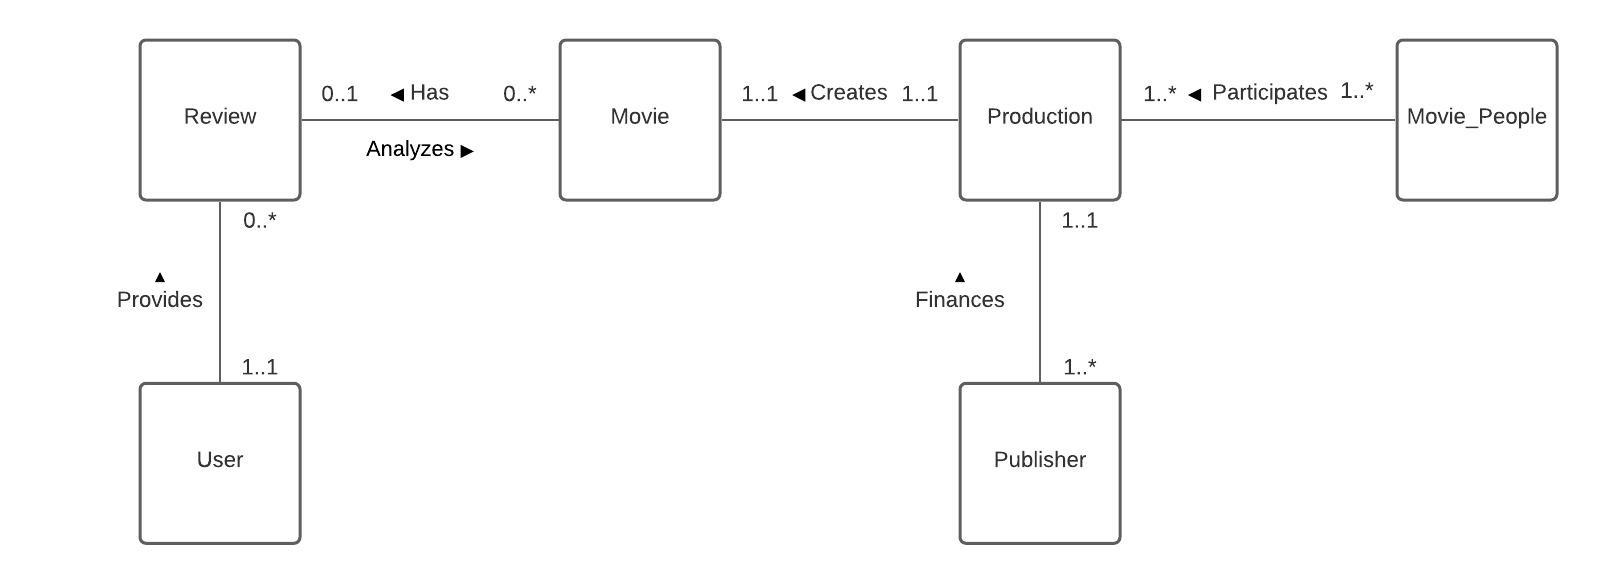 0..1 ◄ Has 0..* 1..1 ◄ Creates 1..1 1..* ◄ Participates 1..*
Review Movie Production Movie_People
Analyzes ►
0..* 1..1
▲ ▲
Provides Finances
1..1 1..*
User Publisher